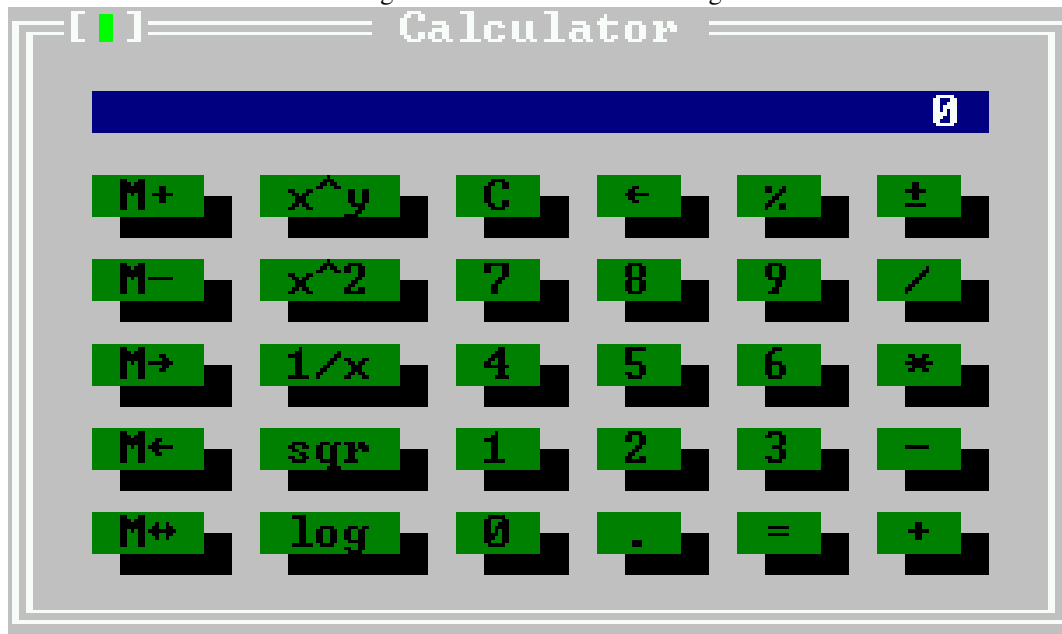 [▮] Calculator
0
M+ x^y C ← % ±
M− x^2 7 8 9 /
M→ 1/x 4 5 6 *
M← sqr 1 2 3 −
M↔ log 0 . = +